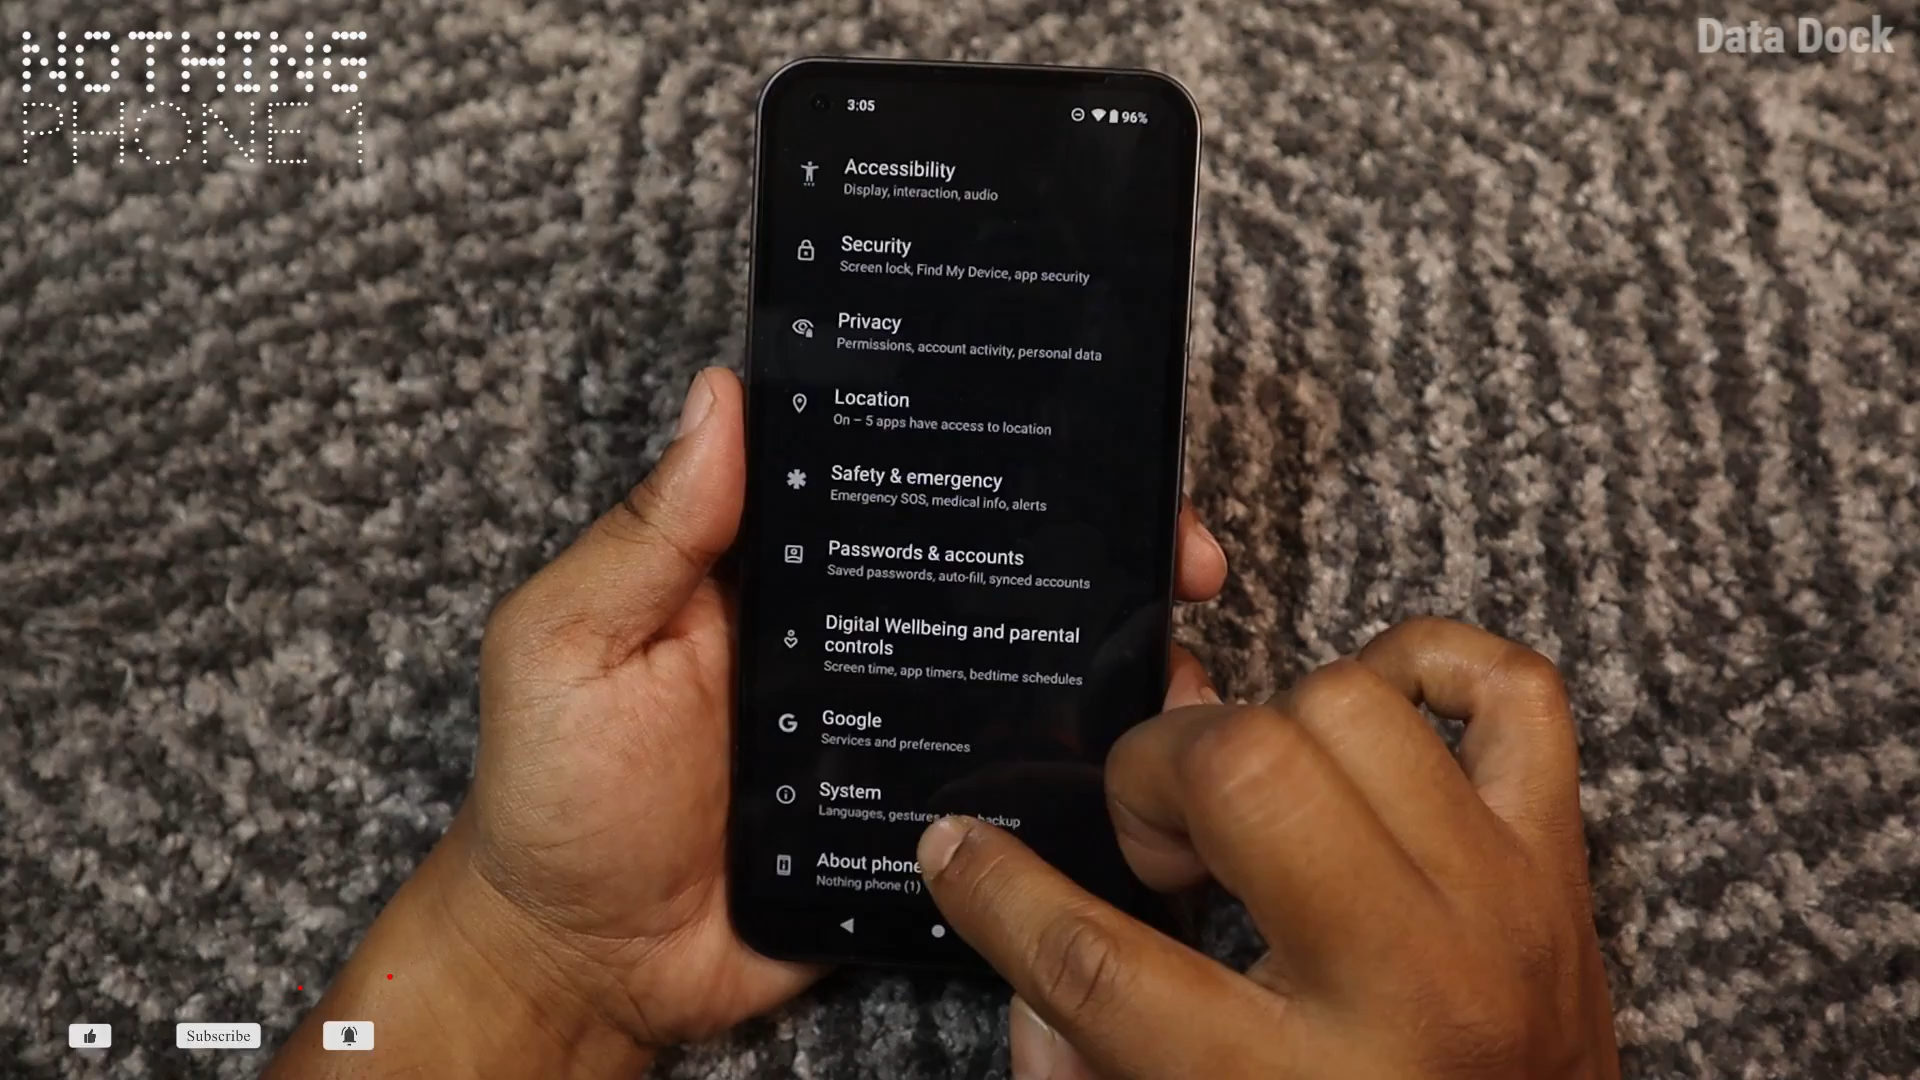 NOTHING
PHONE 1
Data Dock
3:05
96%
Accessibility
Display, interaction, audio
Security
Screen lock, Find My Device, app security
Privacy
Permissions, account activity, personal data
Location
On – 5 apps have access to location
Safety & emergency
Emergency SOS, medical info, alerts
Passwords & accounts
Saved passwords, auto-fill, synced accounts
Digital Wellbeing and parental
controls
Screen time, app timers, bedtime schedules
Google
Services and preferences
System
Languages, gestures, backup
About phone
Nothing phone (1)
Subscribe